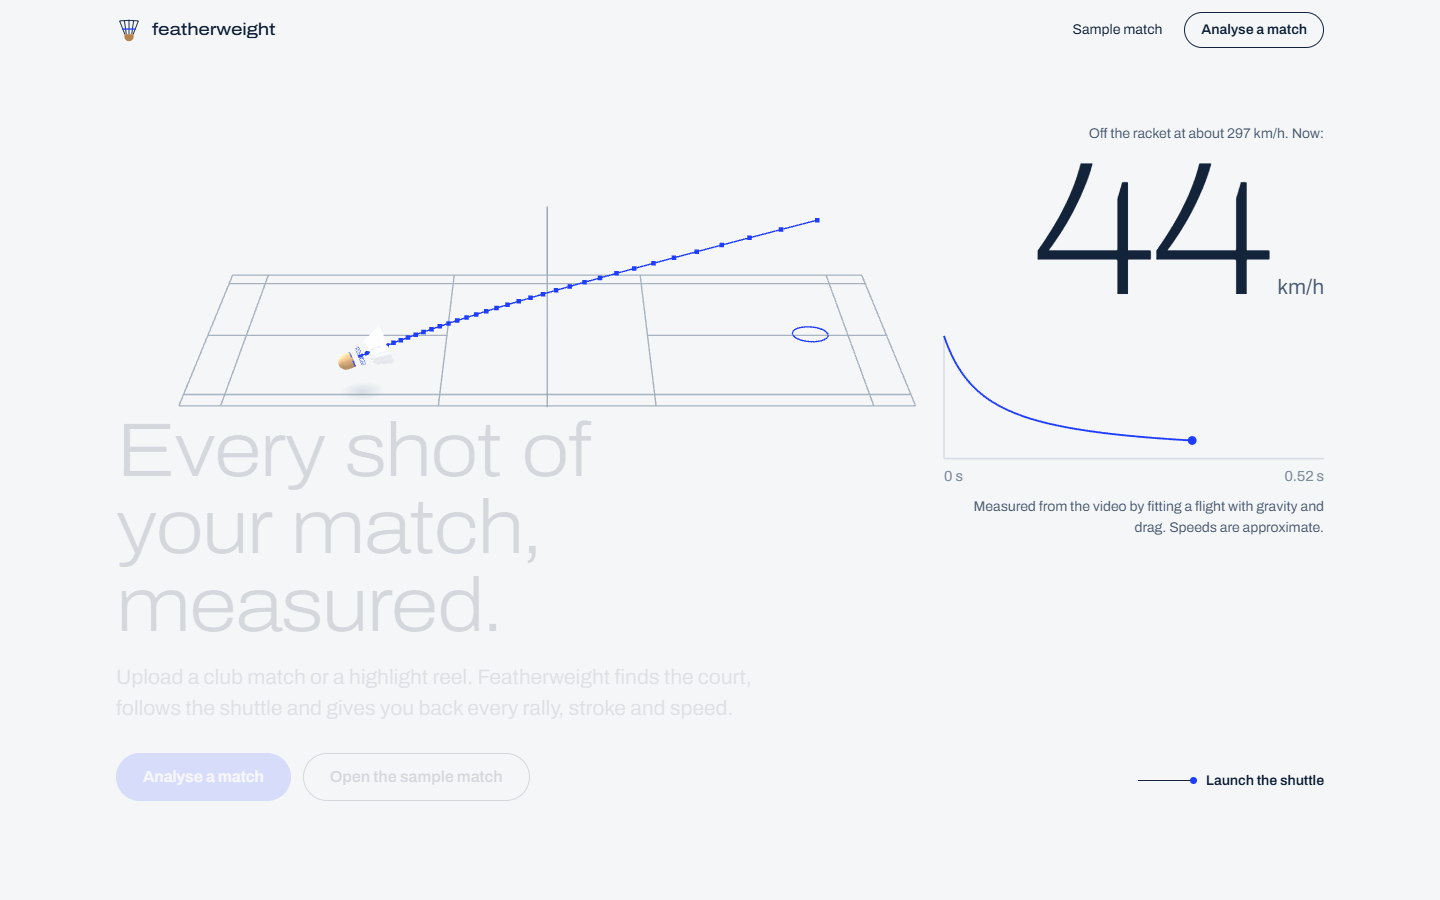 featherweight
Sample match
Analyse a match
Off the racket at about 297 km/h. Now:
44 km/h
0 s
0.52 s
Measured from the video by fitting a flight with gravity and
drag. Speeds are approximate.
Every shot of
your match,
measured.
Upload a club match or a highlight reel. Featherweight finds the court,
follows the shuttle and gives you back every rally, stroke and speed.
Analyse a match
Open the sample match
Launch the shuttle